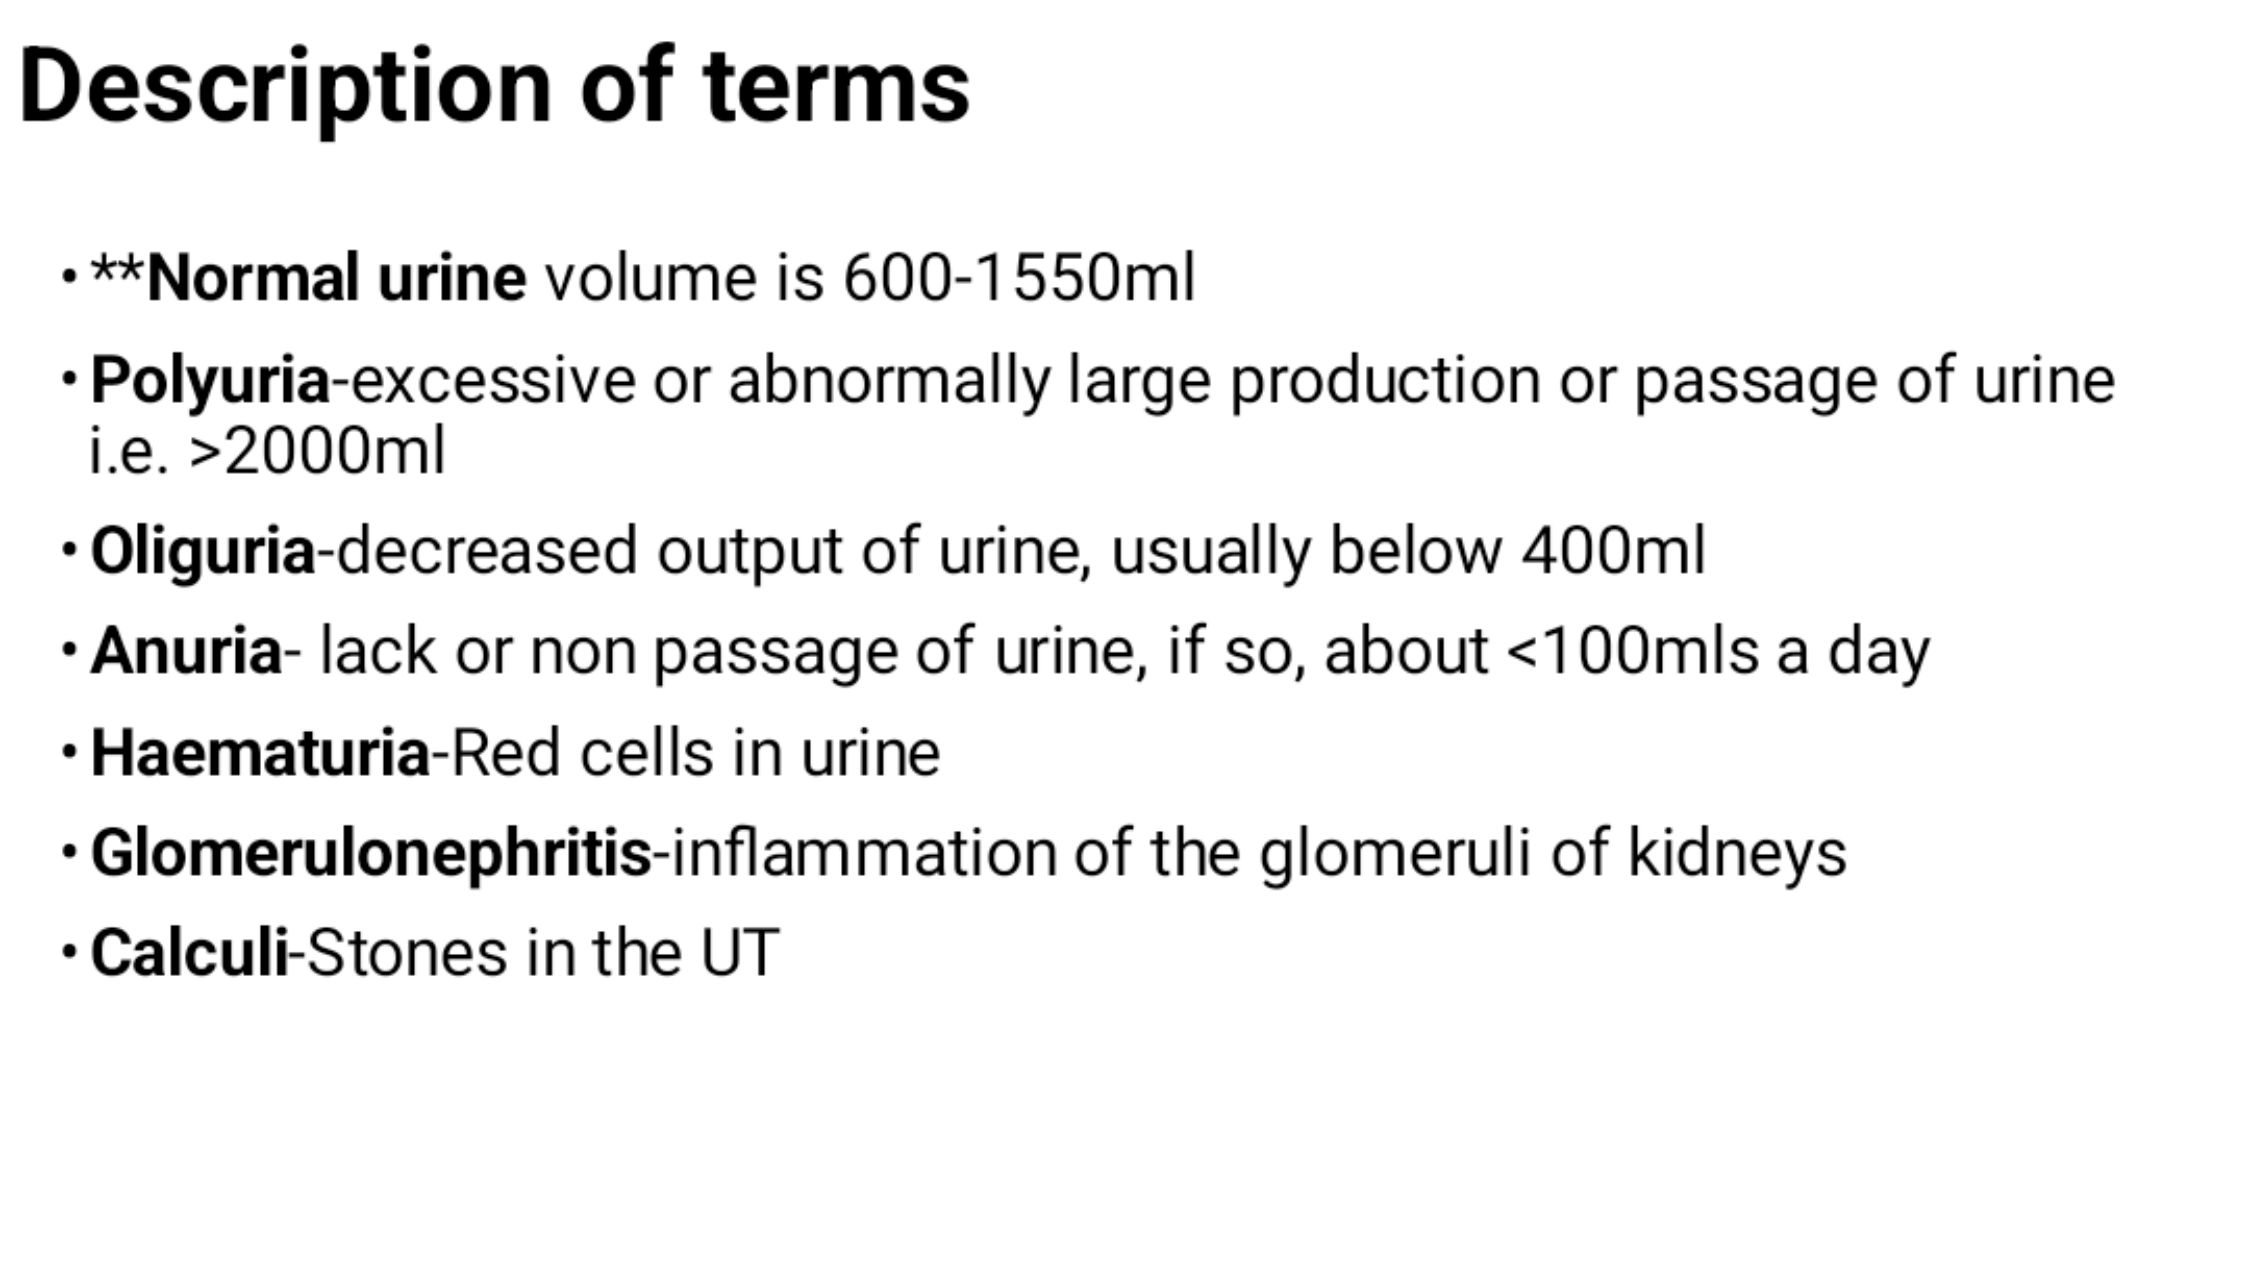 Description of terms
• **Normal urine volume is 600-1550ml
• Polyuria-excessive or abnormally large production or passage of urine
i.e. >2000ml
• Oliguria-decreased output of urine, usually below 400ml
• Anuria- lack or non passage of urine, if so, about <100mls a day
• Haematuria-Red cells in urine
• Glomerulonephritis-inflammation of the glomeruli of kidneys
• Calculi-Stones in the UT